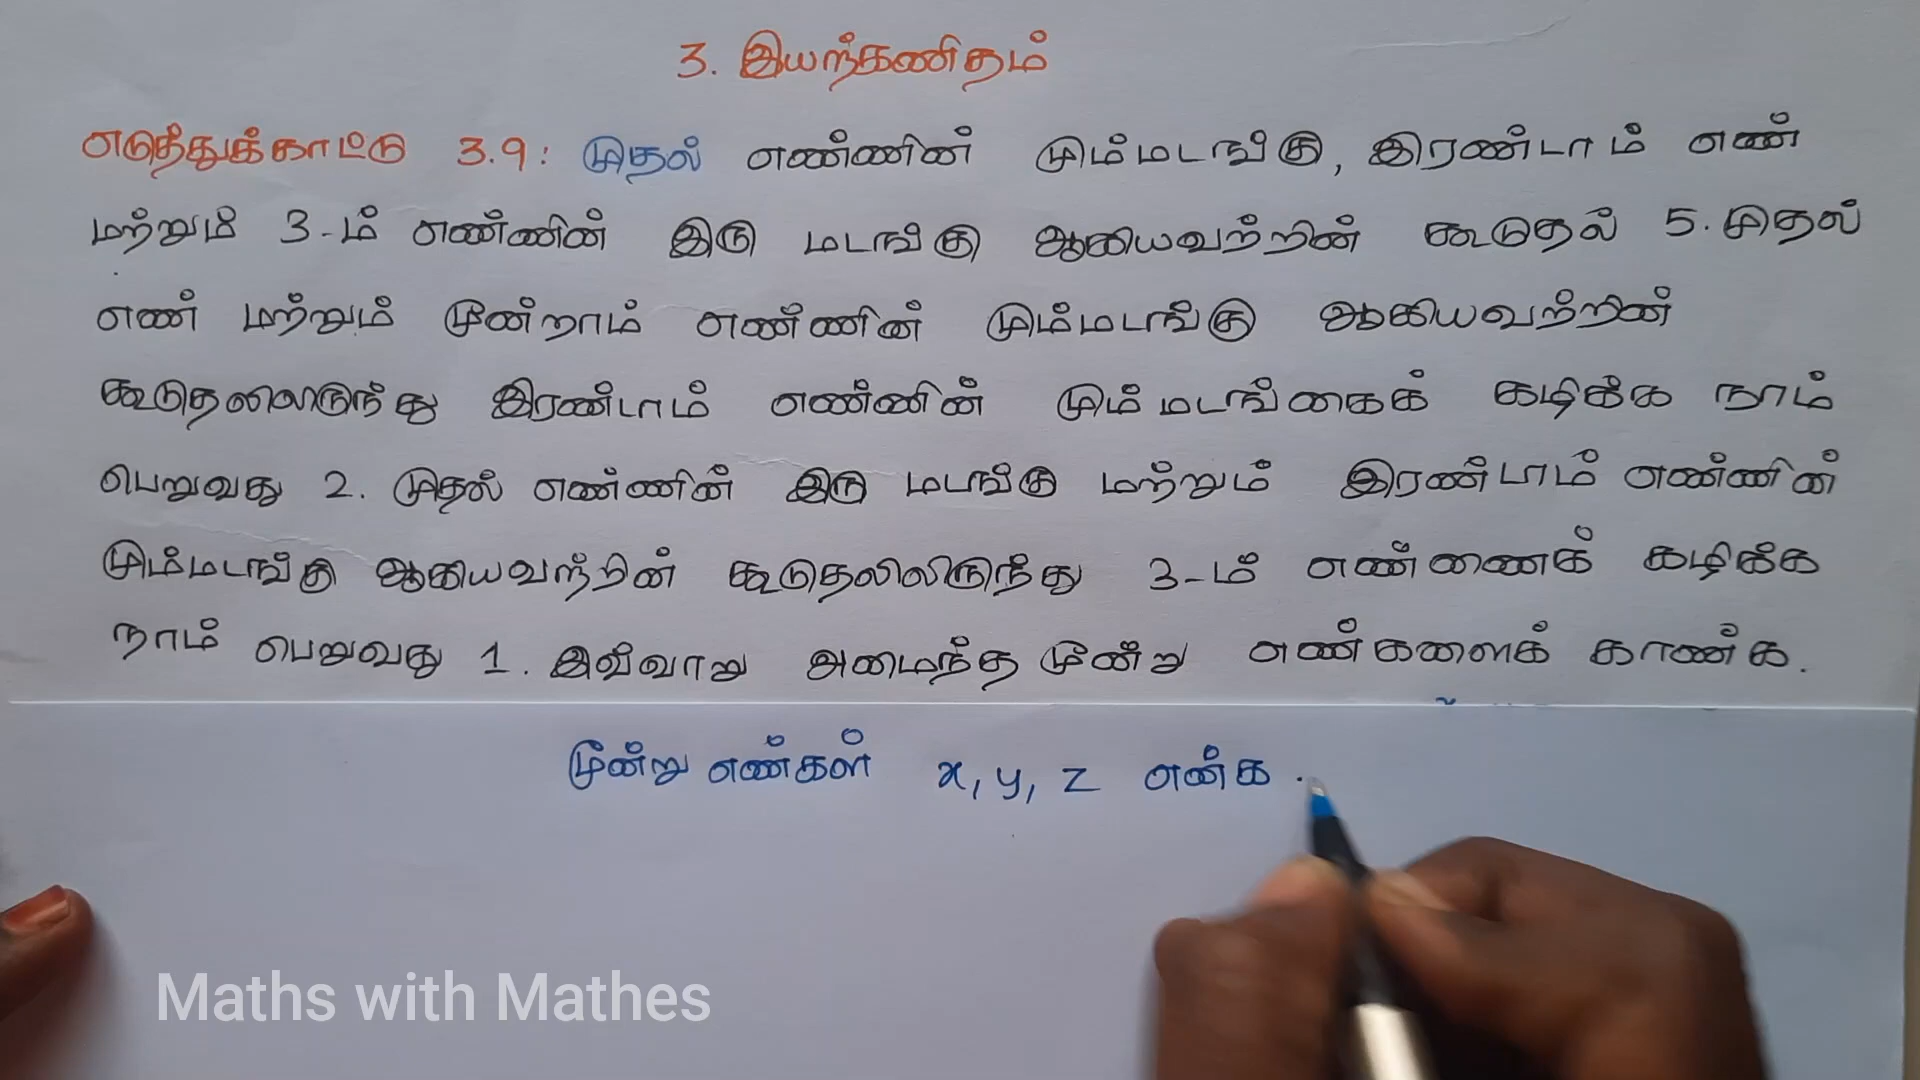 3. இயற்கணிதம்
எடுத்துக்காட்டு 3.9: முதல் எண்ணின் மும்மடங்கு, இரண்டாம் எண்
மற்றும் 3-ம் எண்ணின் இரு மடங்கு ஆகியவற்றின் கூடுதல் 5. முதல்
எண் மற்றும் மூன்றாம் எண்ணின் மும்மடங்கு ஆகியவற்றின்
கூடுதலிலிருந்து இரண்டாம் எண்ணின் மும்மடங்கைக் கழிக்க நாம்
பெறுவது 2. முதல் எண்ணின் இரு மடங்கு மற்றும் இரண்டாம் எண்ணின்
மும்மடங்கு ஆகியவற்றின் கூடுதலிலிருந்து 3-ம் எண்ணைக் கழிக்க
நாம் பெறுவது 1. இவ்வாறு அமைந்த மூன்று எண்களைக் காண்க.
மூன்று எண்கள் x, y, z என்க.
Maths with Mathes